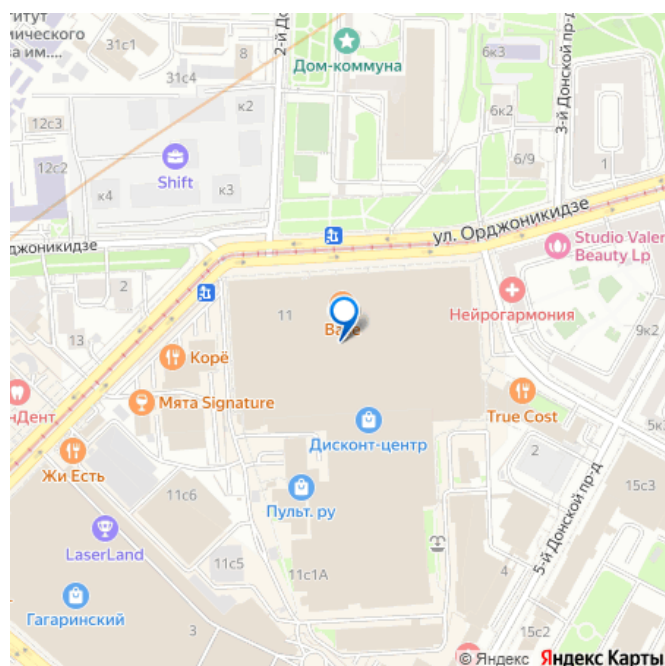 итут
мического
ва им....
31с1
8
31с4
12с3
12с2
к2
к4
к3
Shift
2-й До
Дом-коммуна
6к3
6к2
6/9
1
3-й Донской пр-д
джоникидзе
ул. Орджоникидзе
Studio Valer
Beauty Lp
Нейрогармония
9к2
2
13
11
Корё
Мята Signature
нДент
Жи Есть
True Cost
Дисконт-центр
2
15с3
5-й Донской пр-д
11с6
Пульт.ру
LaserLand
11с5
11с1А
4
Гагаринский
3
15с2
© Яндекс Яндекс Карты